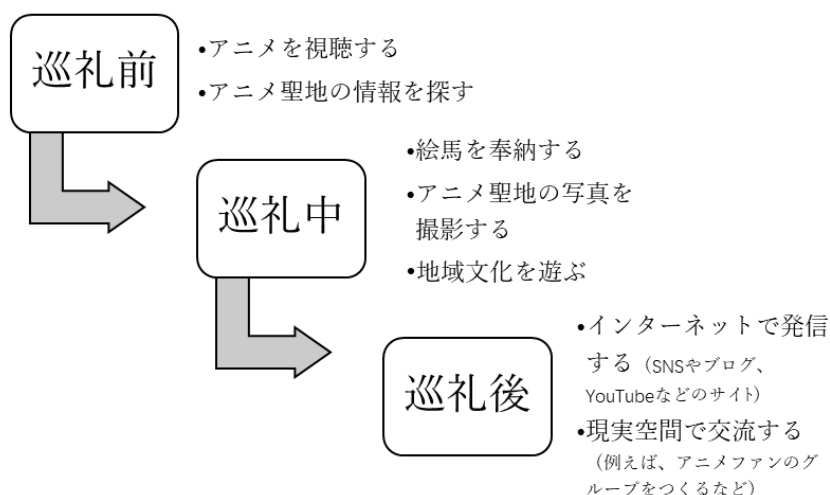 巡礼前
•アニメを視聴する
•アニメ聖地の情報を探す
巡礼中
•絵馬を奉納する
•アニメ聖地の写真を
撮影する
•地域文化を遊ぶ
巡礼後
•インターネットで発信
する（SNSやブログ、
YouTubeなどのサイト）
•現実空間で交流する
（例えば、アニメファンのグ
ループをつくるなど）